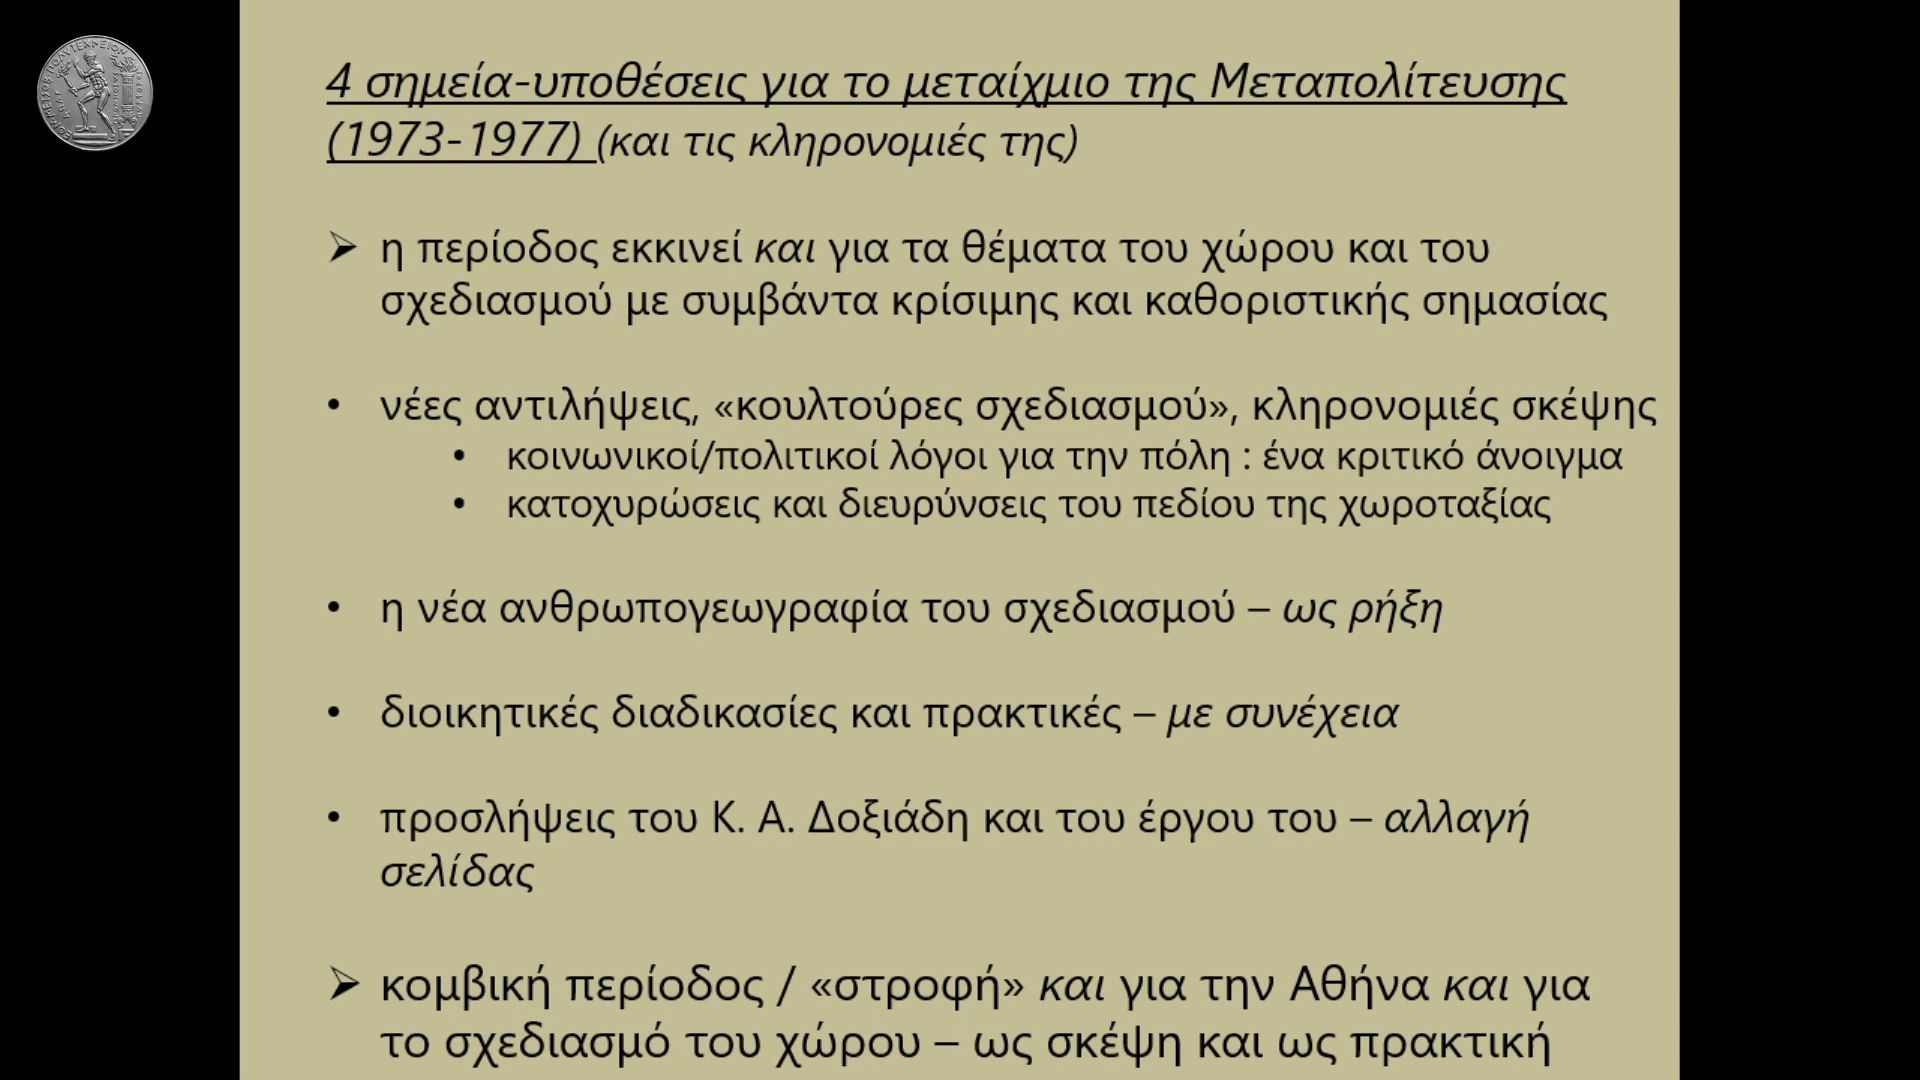 4 σημεία-υποθέσεις για το μεταίχμιο της Μεταπολίτευσης
(1973-1977) (και τις κληρονομιές της)
➢ η περίοδος εκκινεί και για τα θέματα του χώρου και του
σχεδιασμού με συμβάντα κρίσιμης και καθοριστικής σημασίας
• νέες αντιλήψεις, «κουλτούρες σχεδιασμού», κληρονομιές σκέψης
• κοινωνικοί/πολιτικοί λόγοι για την πόλη : ένα κριτικό άνοιγμα
• κατοχυρώσεις και διευρύνσεις του πεδίου της χωροταξίας
• η νέα ανθρωπογεωγραφία του σχεδιασμού – ως ρήξη
• διοικητικές διαδικασίες και πρακτικές – με συνέχεια
• προσλήψεις του Κ. Α. Δοξιάδη και του έργου του – αλλαγή
σελίδας
➢ κομβική περίοδος / «στροφή» και για την Αθήνα και για
το σχεδιασμό του χώρου – ως σκέψη και ως πρακτική